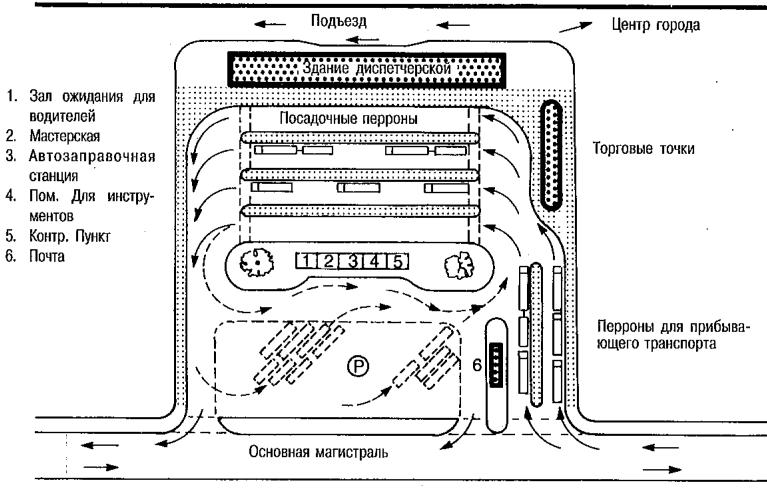 Подъезд
Центр города
Здание диспетчерской
1. Зал ожидания для
водителей
2. Мастерская
3. Автозаправочная
станция
4. Пом. Для инстру-
ментов
5. Контр. Пункт
6. Почта
Посадочные перроны
Торговые точки
1 2 3 4 5
Перроны для прибыва-
ющего транспорта
P
6
Основная магистраль